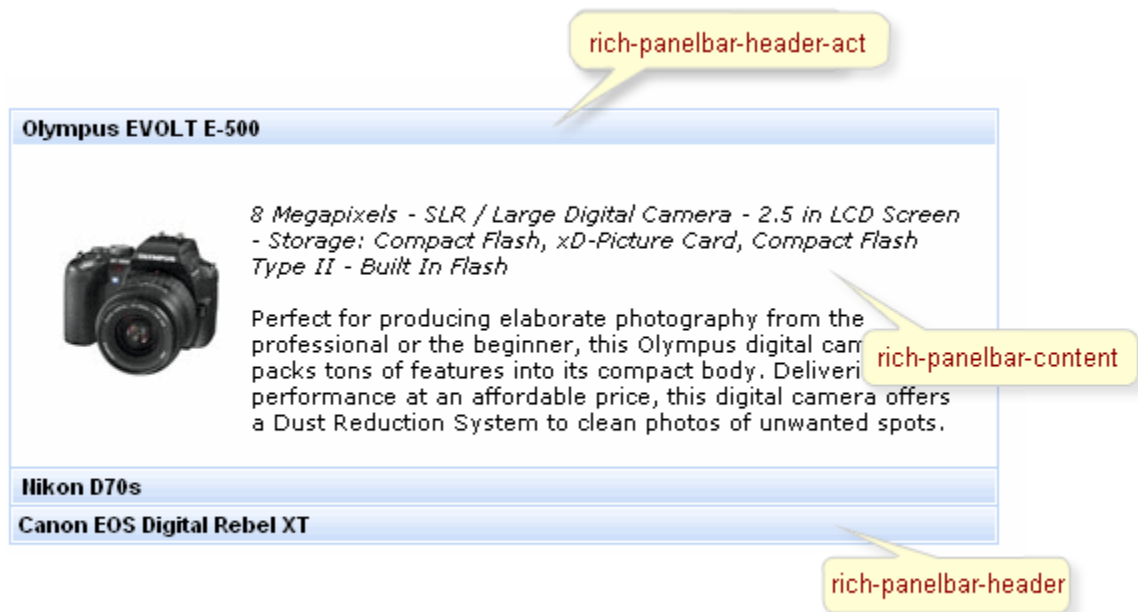 rich-panelbar-header-act
Olympus EVOLT E-500
8 Megapixels - SLR / Large Digital Camera - 2.5 in LCD Screen
- Storage: Compact Flash, xD-Picture Card, Compact Flash
Type II - Built In Flash
Perfect for producing elaborate photography from the
professional or the beginner, this Olympus digital cam
rich-panelbar-content
packs tons of features into its compact body. Deliveri
performance at an affordable price, this digital camera offers
a Dust Reduction System to clean photos of unwanted spots.
Nikon D70s
Canon EOS Digital Rebel XT
rich-panelbar-header